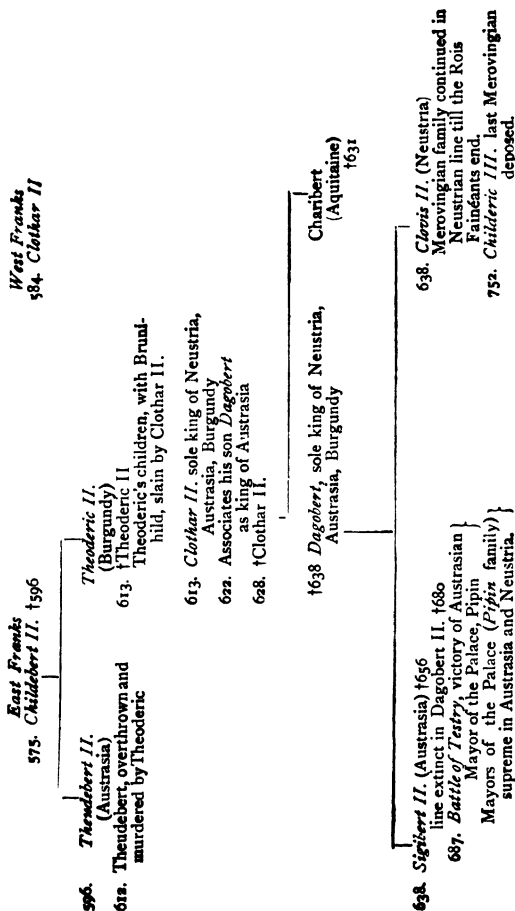 East Franks
575. Childebert II. †596
West Franks
584. Clothar II
596. Theudebert II.
(Austrasia)
612. Theudebert, overthrown and
murdered by Theoderic
Theoderic II.
(Burgundy)
613. †Theoderic II
Theoderic's children, with Bruni-
hild, slain by Clothar II.
613. Clothar II. sole king of Neustria,
Austrasia, Burgundy
622. Associates his son Dagobert
as king of Austrasia
628. †Clothar II.
†638 Dagobert, sole king of Neustria,
Austrasia, Burgundy
Charibert
(Aquitaine)
†631
638. Sigibert II. (Austrasia) †656
line extinct in Dagobert II. †680
687. Battle of Testry, victory of Austrasian }
Mayor of the Palace, Pipin
Mayors of the Palace (Pipin family) }
supreme in Austrasia and Neustria. }
638. Clovis II. (Neustria)
Merovingian family continued in
Neustrian line till the Rois
Fainéants end.
752. Childeric III. last Merovingian
deposed.